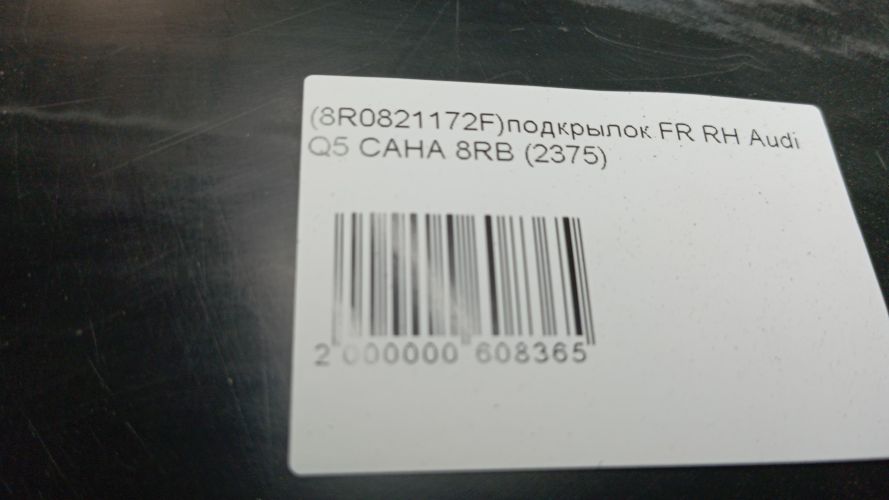 (8R0821172F)подкрылок FR RH Audi
Q5 CAHA 8RB (2375)
2 000000 608365